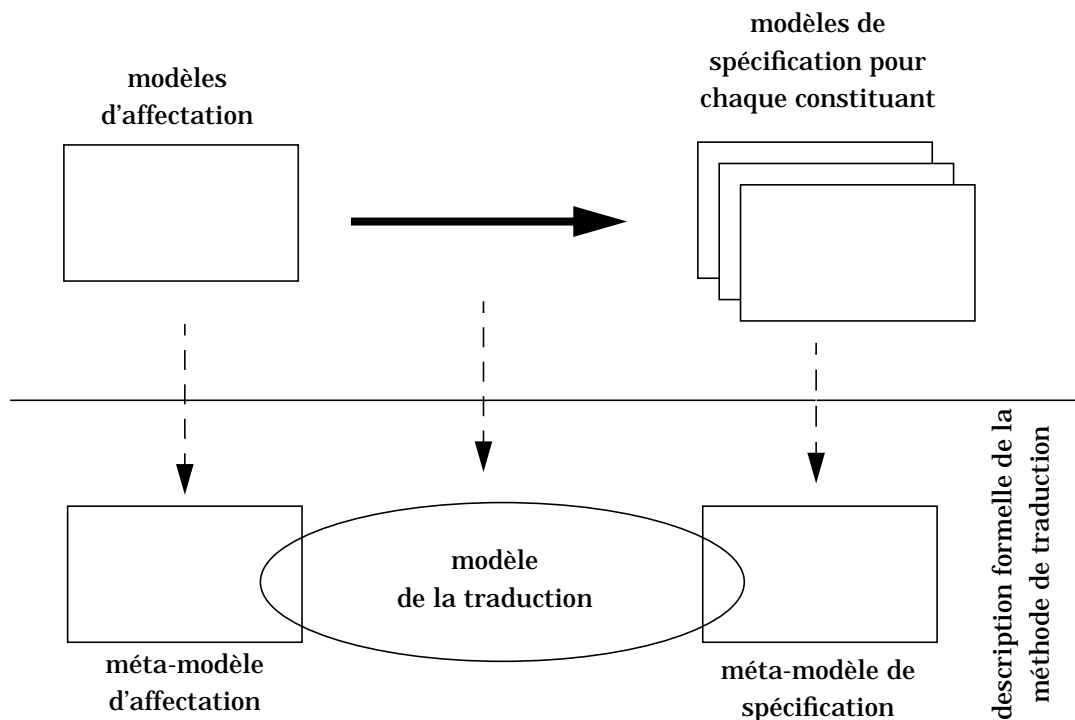 modèles
d'affectation
modèles de
spécification pour
chaque constituant
modèle
de la traduction
méta-modèle
d'affectation
méta-modèle de
spécification
description formelle de la
méthode de traduction